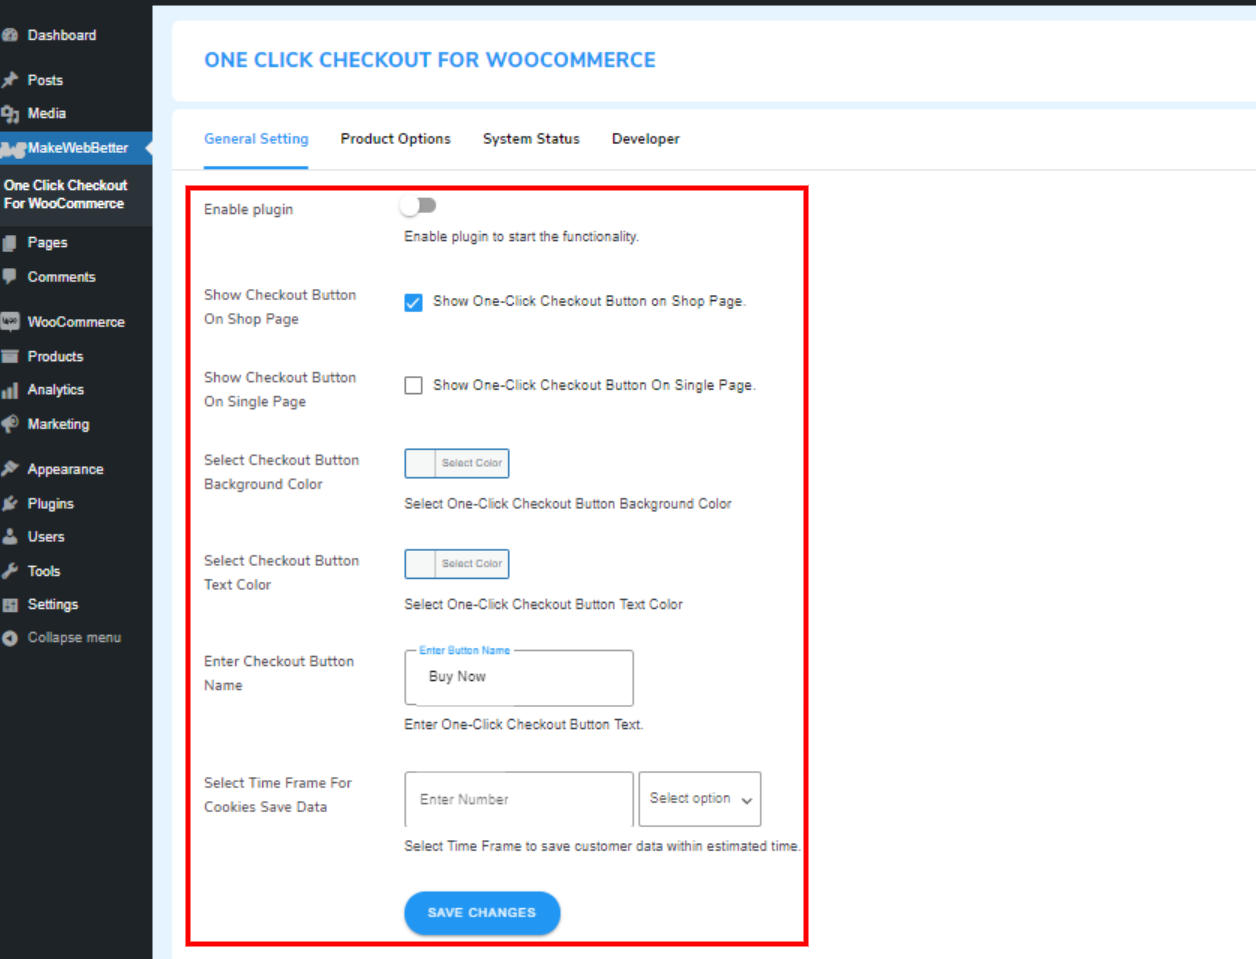 Dashboard
Posts
Media
MakeWebBetter
One Click Checkout
For WooCommerce
Pages
Comments
WooCommerce
Products
Analytics
Marketing
Appearance
Plugins
Users
Tools
Settings
Collapse menu
ONE CLICK CHECKOUT FOR WOOCOMMERCE
General Setting Product Options System Status Developer
Enable plugin
Enable plugin to start the functionality.
Show Checkout Button
On Shop Page
Show One-Click Checkout Button on Shop Page.
Show Checkout Button
On Single Page
Show One-Click Checkout Button On Single Page.
Select Checkout Button
Background Color
Select Color
Select One-Click Checkout Button Background Color
Select Checkout Button
Text Color
Select Color
Select One-Click Checkout Button Text Color
Enter Checkout Button
Name
Enter Button Name
Buy Now
Enter One-Click Checkout Button Text.
Select Time Frame For
Cookies Save Data
Enter Number
Select option
Select Time Frame to save customer data within estimated time.
SAVE CHANGES